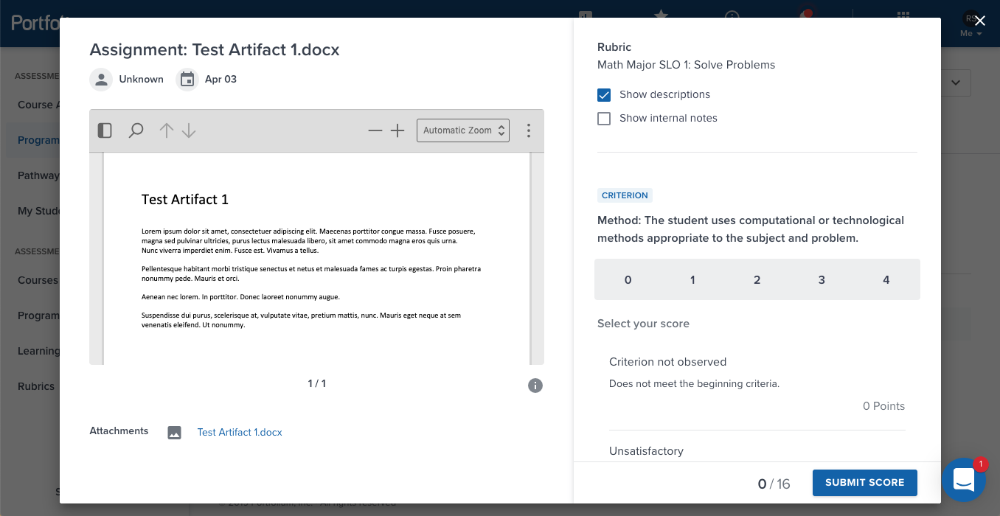 Portfo
RS
Me
ASSESSME
Course A
Program
Pathway
My Stude
ASSESSME
Courses
Program
Learning
Rubrics
Assignment: Test Artifact 1.docx
Unknown
Apr 03
Automatic Zoom
Test Artifact 1
Lorem ipsum dolor sit amet, consectetuer adipiscing elit. Maecenas porttitor congue massa. Fusce posuere,
magna sed pulvinar ultricies, purus lectus malesuada libero, sit amet commodo magna eros quis urna.
Nunc viverra imperdiet enim. Fusce est. Vivamus a tellus.
Pellentesque habitant morbi tristique senectus et netus et malesuada fames ac turpis egestas. Proin pharetra
nonummy pede. Mauris et orci.
Aenean nec lorem. In porttitor. Donec laoreet nonummy augue.
Suspendisse dui purus, scelerisque at, vulputate vitae, pretium mattis, nunc. Mauris eget neque at sem
venenatis eleifend. Ut nonummy.
1 / 1
Attachments
Test Artifact 1.docx
Rubric
Math Major SLO 1: Solve Problems
Show descriptions
Show internal notes
CRITERION
Method: The student uses computational or technological
methods appropriate to the subject and problem.
0 1 2 3 4
Select your score
Criterion not observed
Does not meet the beginning criteria.
0 Points
Unsatisfactory
0 / 16
SUBMIT SCORE
1